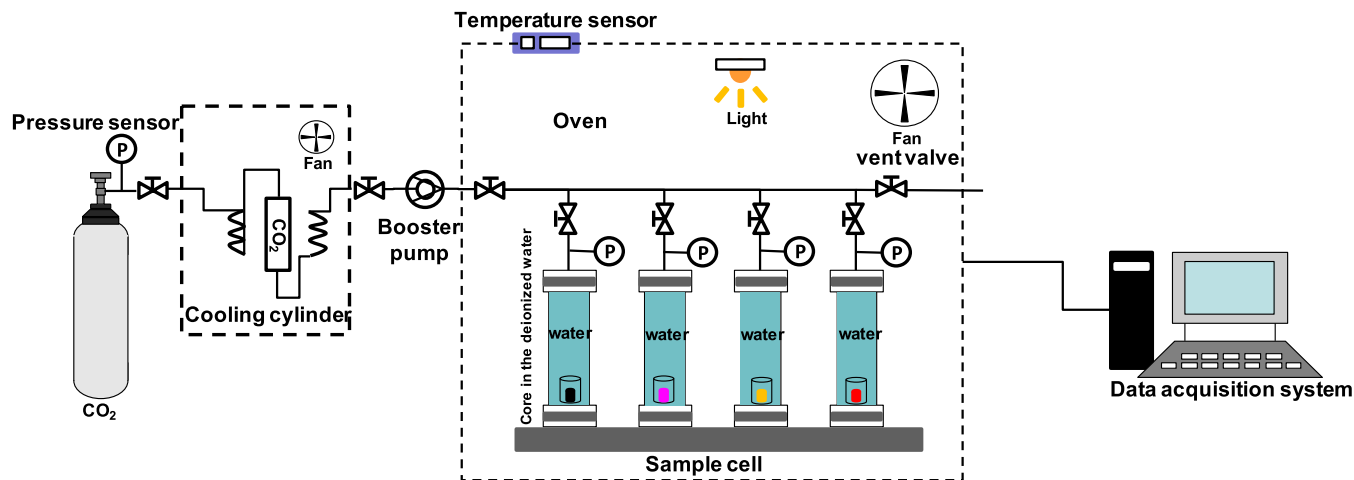 Temperature sensor
Pressure sensor
P
Fan
CO₂
Cooling cylinder
CO₂
Booster
pump
Oven
Light
Fan
vent valve
P
P
P
P
Core in the deionized water
water
water
water
water
Sample cell
Data acquisition system